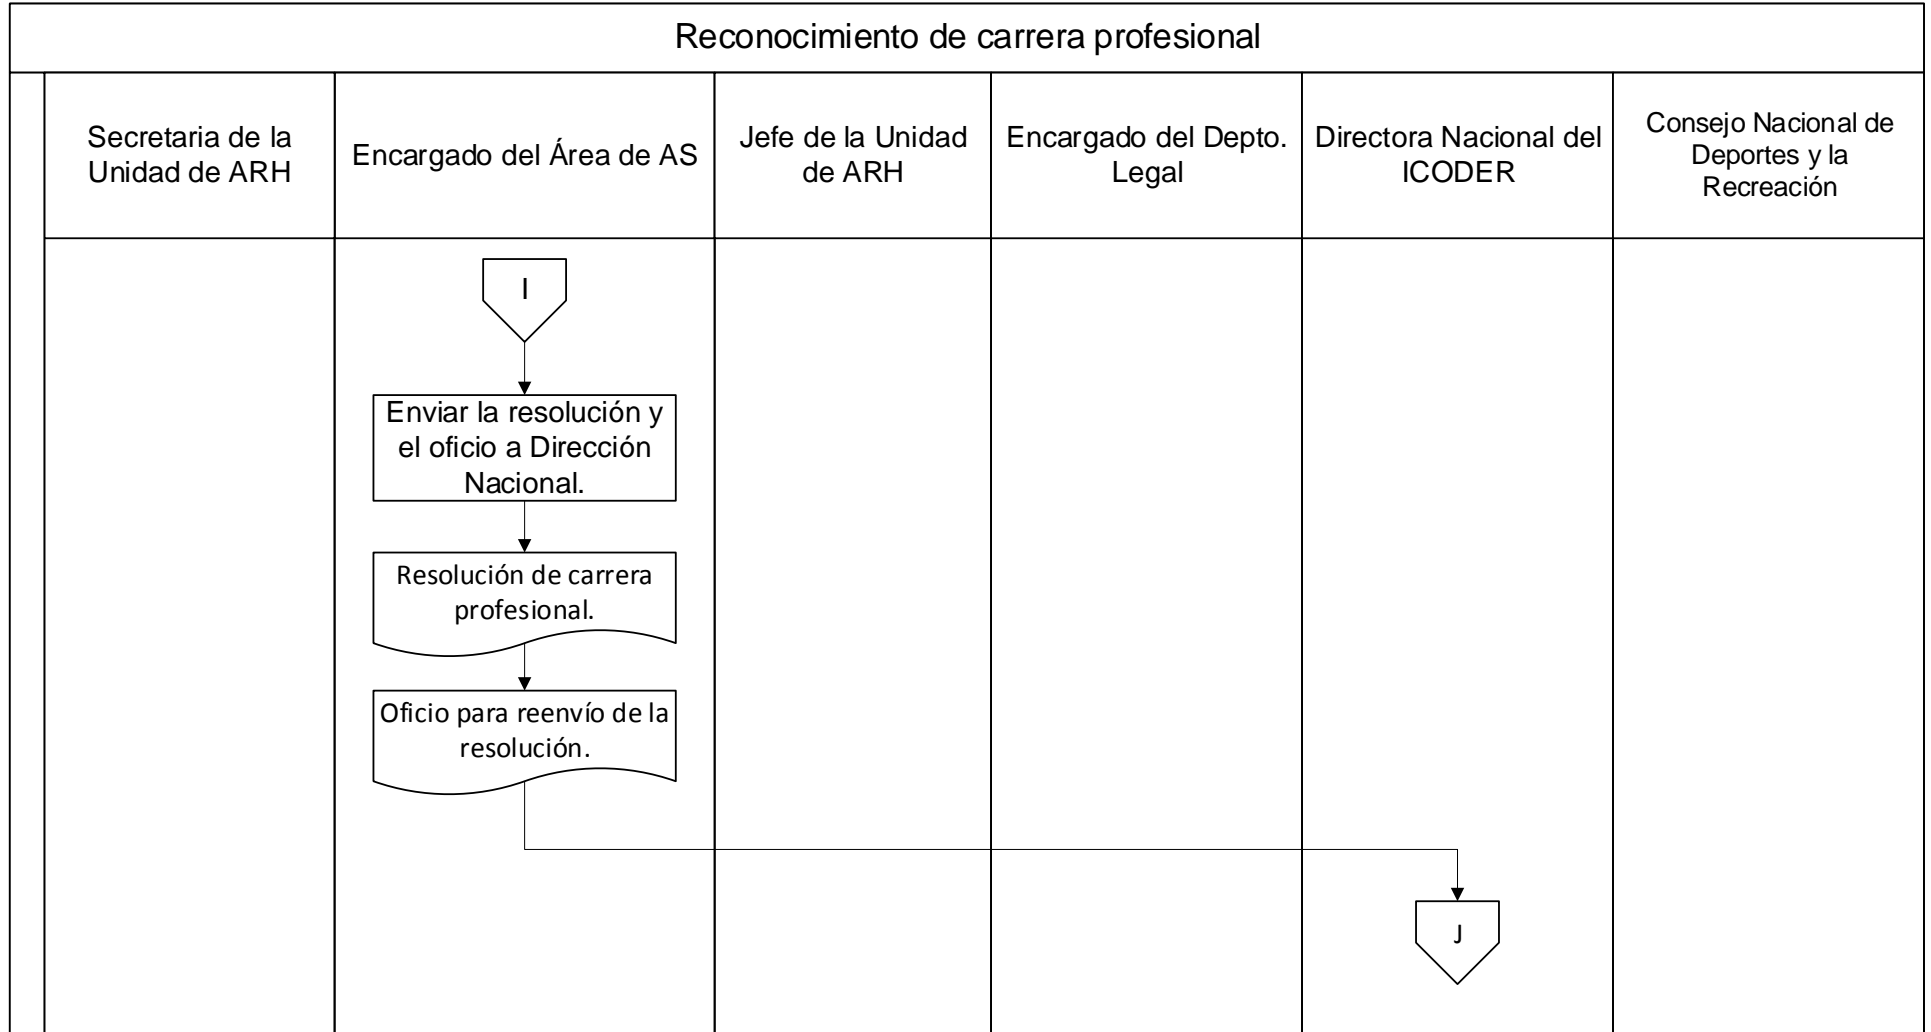 Reconocimiento de carrera profesional
Secretaria de la
Unidad de ARH
Encargado del Área de AS
Jefe de la Unidad
de ARH
Encargado del Depto.
Legal
Directora Nacional del
ICODER
Consejo Nacional de
Deportes y la
Recreación
I
Enviar la resolución y
el oficio a Dirección
Nacional.
Resolución de carrera
profesional.
Oficio para reenvío de la
resolución.
J